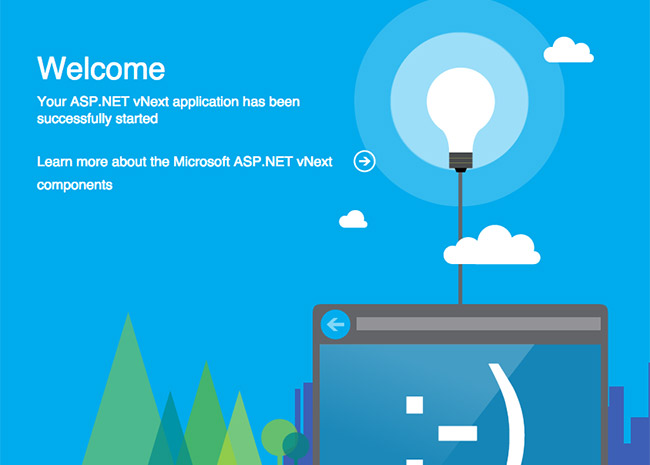 Welcome
Your ASP.NET vNext application has been
successfully started
Learn more about the Microsoft ASP.NET vNext
components
:-)